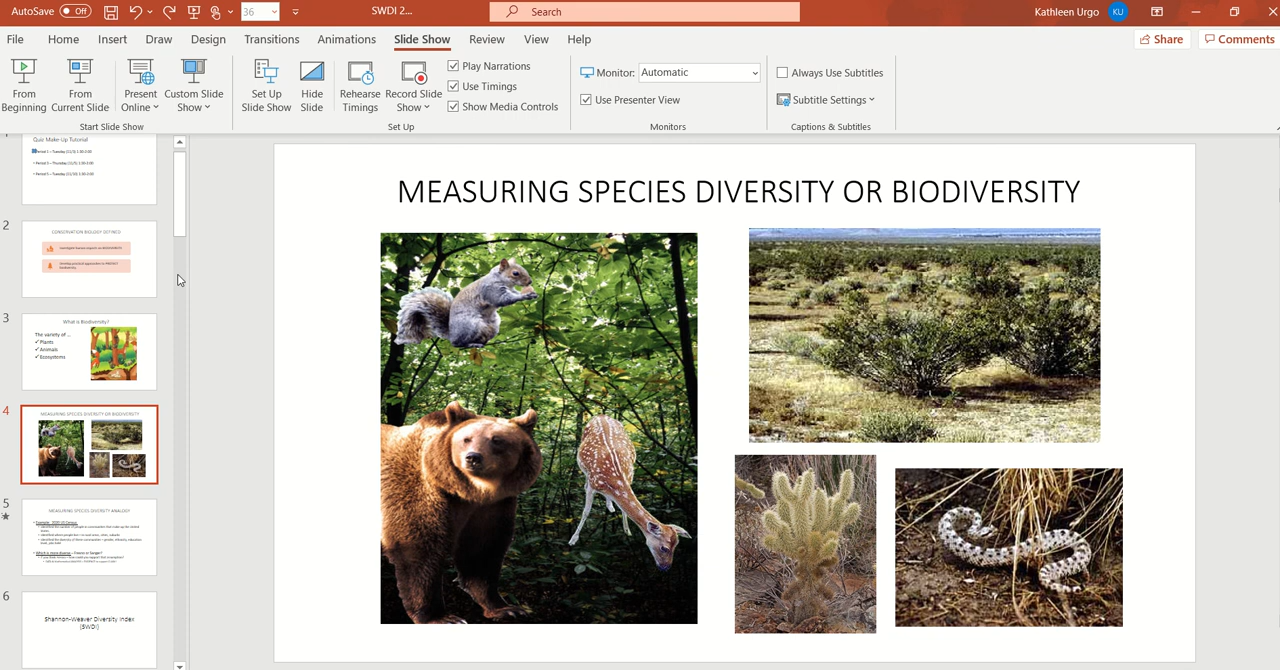 AutoSave Off 36 SWDI 2... Search Kathleen Urgo KU
File Home Insert Draw Design Transitions Animations Slide Show Review View Help Share Comments
From Beginning
From Current Slide
Present Online
Custom Slide Show
Start Slide Show
Set Up Slide Show
Hide Slide
Rehearse Timings
Record Slide Show
Play Narrations
Use Timings
Show Media Controls
Set Up
Monitor: Automatic
Use Presenter View
Monitors
Always Use Subtitles
Subtitle Settings
Captions & Subtitles
Quiz Make-Up Tutorial
2
CONSERVATION BIOLOGY DEFINED
3
What is Biodiversity?
The variety of ...
Plants
Animals
Ecosystems
4
MEASURING SPECIES DIVERSITY OR BIODIVERSITY
5
MEASURING SPECIES DIVERSITY ANALOGY
6
Shannon-Weaver Diversity Index
(SWDI)
MEASURING SPECIES DIVERSITY OR BIODIVERSITY